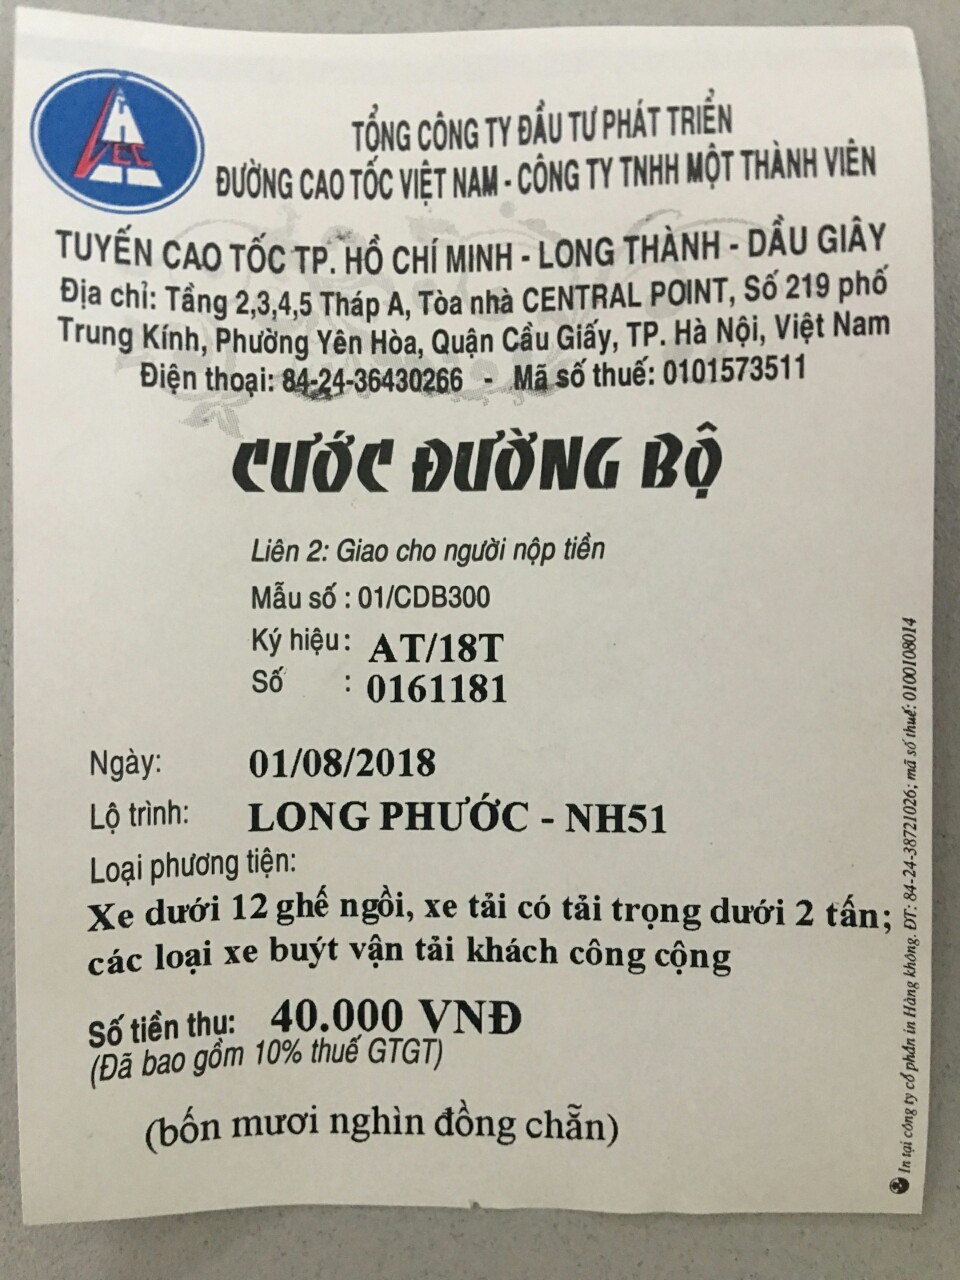 VEC
TỔNG CÔNG TY ĐẦU TƯ PHÁT TRIỂN
ĐƯỜNG CAO TỐC VIỆT NAM - CÔNG TY TNHH MỘT THÀNH VIÊN
TUYẾN CAO TỐC TP. HỒ CHÍ MINH - LONG THÀNH - DẦU GIÂY
Địa chỉ: Tầng 2,3,4,5 Tháp A, Tòa nhà CENTRAL POINT, Số 219 phố
Trung Kính, Phường Yên Hòa, Quận Cầu Giấy, TP. Hà Nội, Việt Nam
Điện thoại: 84-24-36430266 - Mã số thuế: 0101573511
CƯỚC ĐƯỜNG BỘ
Liên 2: Giao cho người nộp tiền
Mẫu số : 01/CDB300
Ký hiệu : AT/18T
Số : 0161181
Ngày: 01/08/2018
Lộ trình: LONG PHƯỚC - NH51
Loại phương tiện:
Xe dưới 12 ghế ngồi, xe tải có tải trọng dưới 2 tấn;
các loại xe buýt vận tải khách công cộng
Số tiền thu: 40.000 VNĐ
(Đã bao gồm 10% thuế GTGT)
(bốn mươi nghìn đồng chẵn)
In tại công ty cổ phần in Hàng không. ĐT: 84-24-38721026; mã số thuế: 0100108014